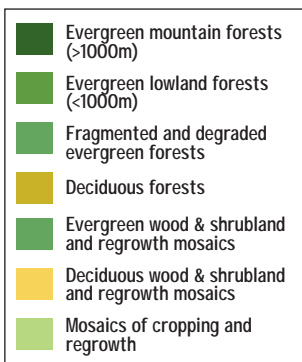 Evergreen mountain forests
(>1000m)
Evergreen lowland forests
(<1000m)
Fragmented and degraded
evergreen forests
Deciduous forests
Evergreen wood & shrubland
and regrowth mosaics
Deciduous wood & shrubland
and regrowth mosaics
Mosaics of cropping and
regrowth